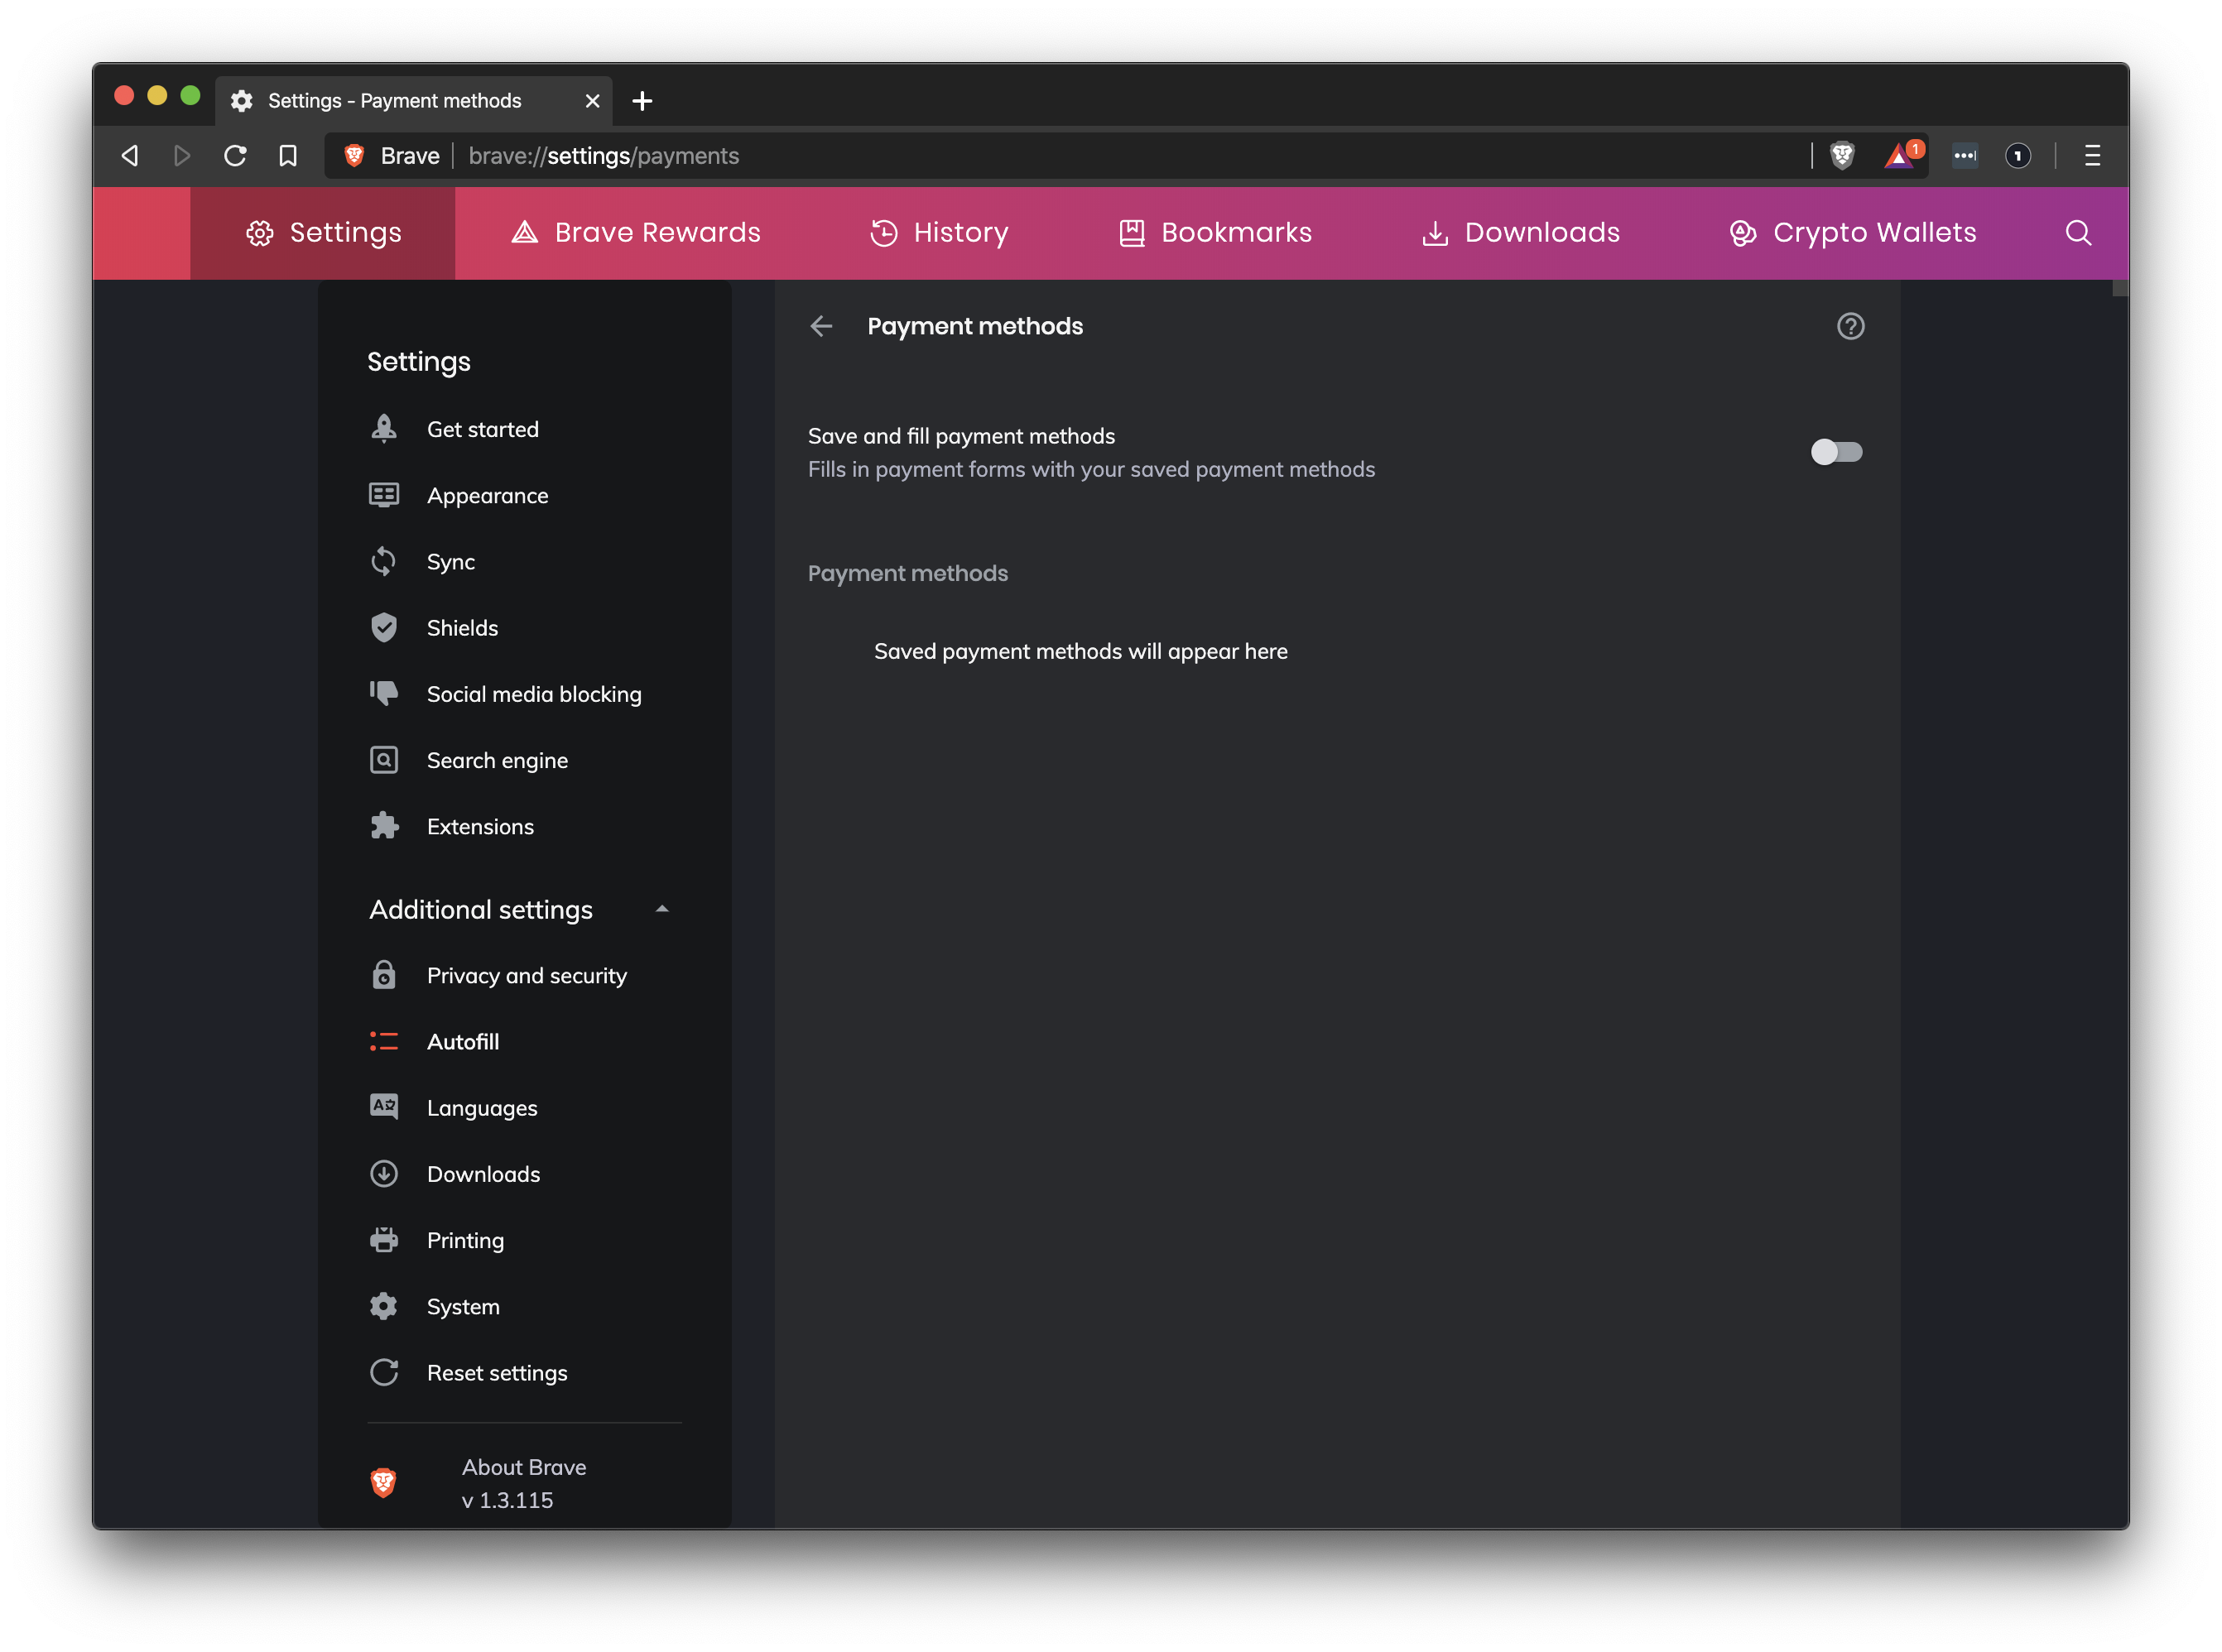 Settings - Payment methods
Brave
brave://settings/payments
1
1
Settings
Brave Rewards
History
Bookmarks
Downloads
Crypto Wallets
Settings
Get started
Appearance
Sync
Shields
Social media blocking
Search engine
Extensions
Additional settings
Privacy and security
Autofill
Languages
Downloads
Printing
System
Reset settings
About Brave
v 1.3.115
Payment methods
Save and fill payment methods
Fills in payment forms with your saved payment methods
Payment methods
Saved payment methods will appear here